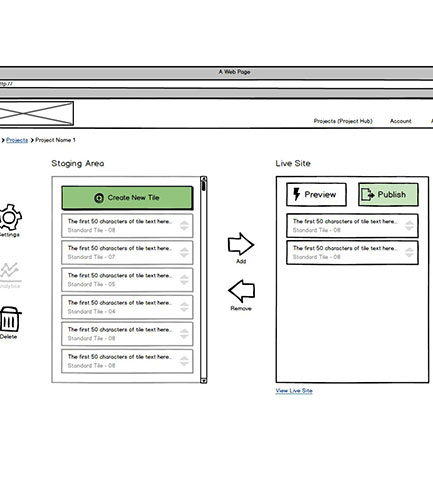 A Web Page
http://
Projects (Project Hub) Account
> Projects > Project Name 1
Staging Area
Live Site
Settings
Analytics
Delete
Create New Tile
The first 50 characters of tile text here..
Standard Tile - 08
The first 50 characters of tile text here..
Standard Tile - 07
The first 50 characters of tile text here..
Standard Tile - 05
The first 50 characters of tile text here..
Standard Tile - 04
The first 50 characters of tile text here..
Standard Tile - 08
The first 50 characters of tile text here..
Standard Tile - 08
Add
Remove
Preview Publish
The first 50 characters of tile text here..
Standard Tile - 08
The first 50 characters of tile text here..
Standard Tile - 08
View Live Site